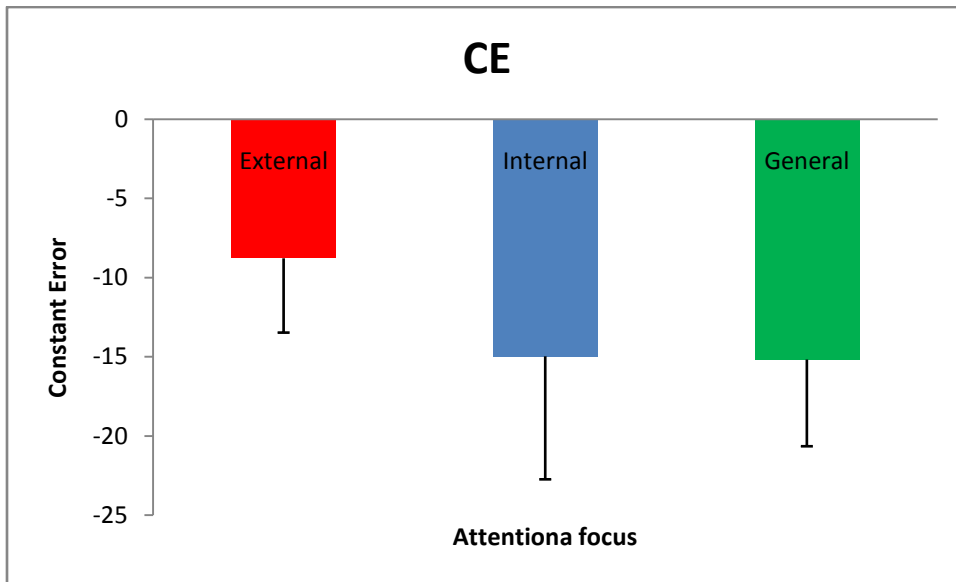 CE
0
-5
-10
-15
-20
-25
External
Internal
General
Constant Error
Attentiona focus